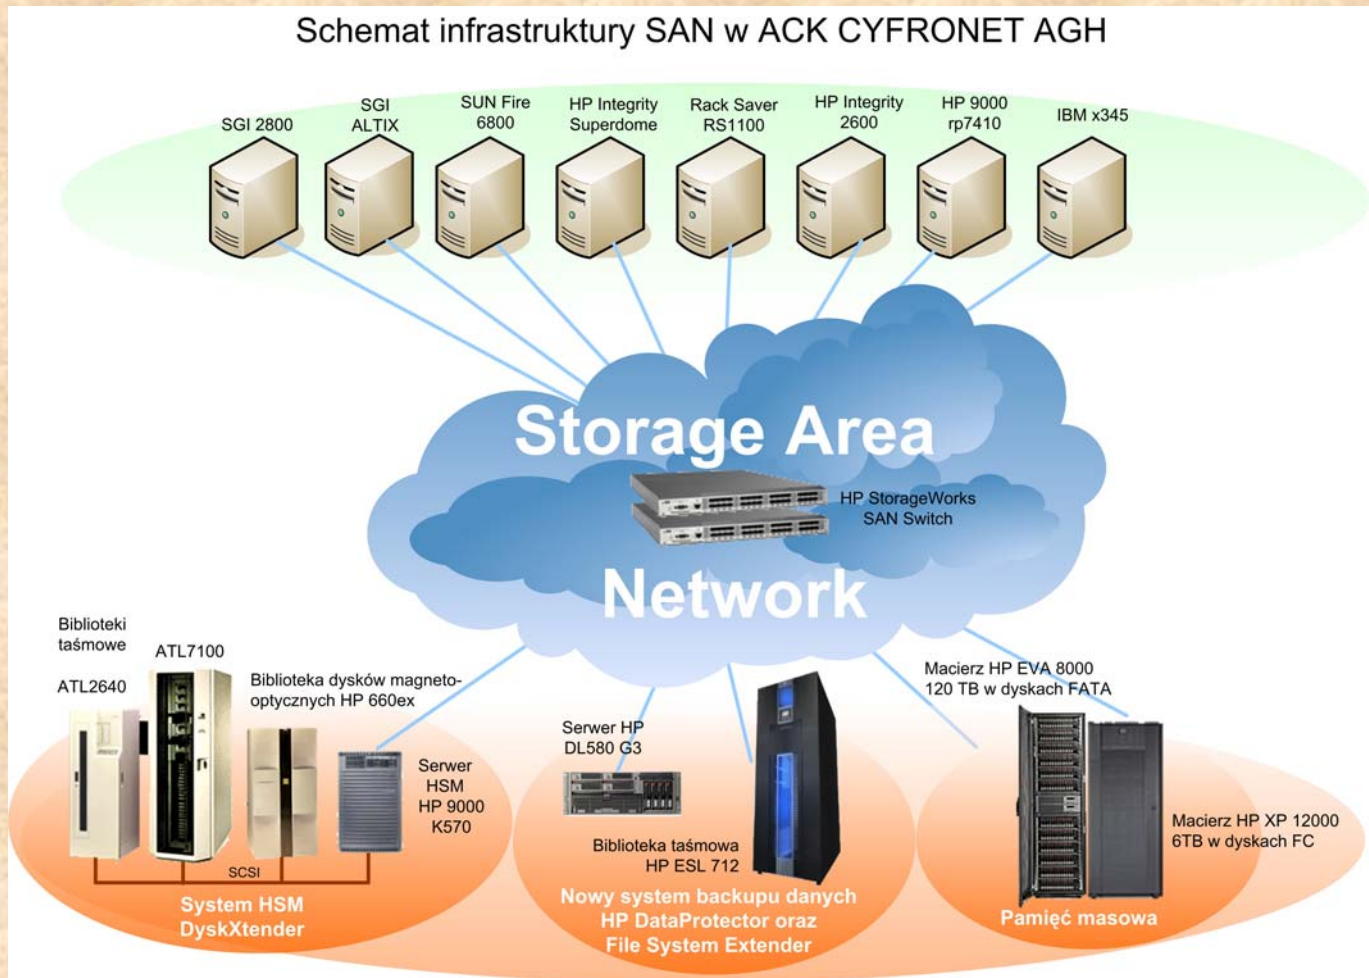 Schemat infrastruktury SAN w ACK CYFRONET AGH
SGI 2800
SGI
ALTIX
SUN Fire
6800
HP Integrity
Superdome
Rack Saver
RS1100
HP Integrity
2600
HP 9000
rp7410
IBM x345
Storage Area
HP StorageWorks
SAN Switch
Network
Biblioteki
taśmowe
ATL7100
ATL2640
Biblioteka dysków magneto-
optycznych HP 660ex
Serwer
HSM
HP 9000
K570
SCSI
System HSM
DyskXtender
Serwer HP
DL580 G3
Biblioteka taśmowa
HP ESL 712
Nowy system backupu danych
HP DataProtector oraz
File System Extender
Macierz HP EVA 8000
120 TB w dyskach FATA
Macierz HP XP 12000
6TB w dyskach FC
Pamięć masowa